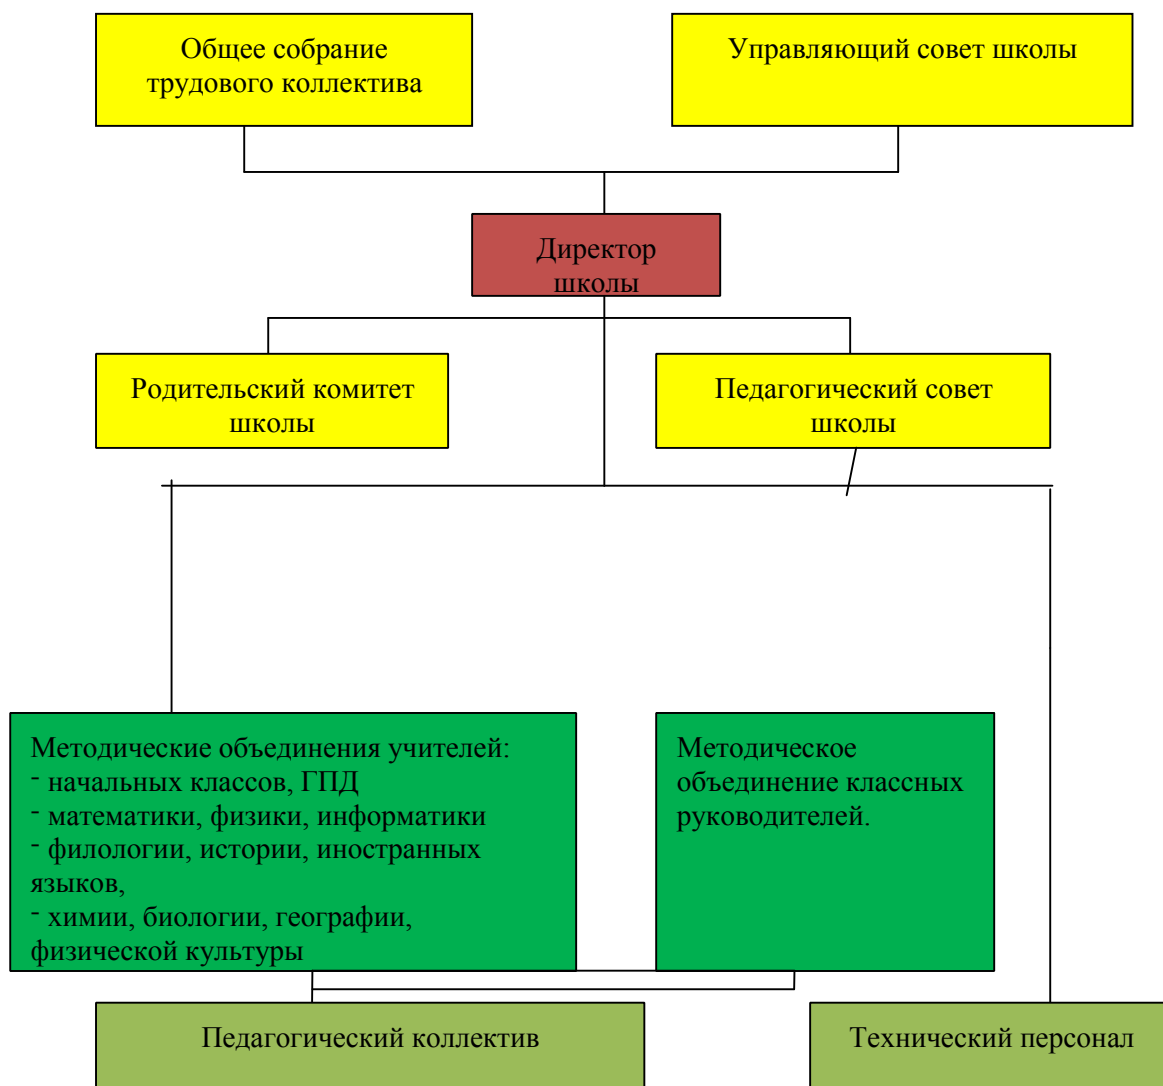 Общее собрание
трудового коллектива
Управляющий совет школы
Директор
школы
Родительский комитет
школы
Педагогический совет
школы
Методические объединения учителей:
- начальных классов, ГПД
- математики, физики, информатики
- филологии, истории, иностранных
языков,
- химии, биологии, географии,
физической культуры
Методическое
объединение классных
руководителей.
Педагогический коллектив
Технический персонал